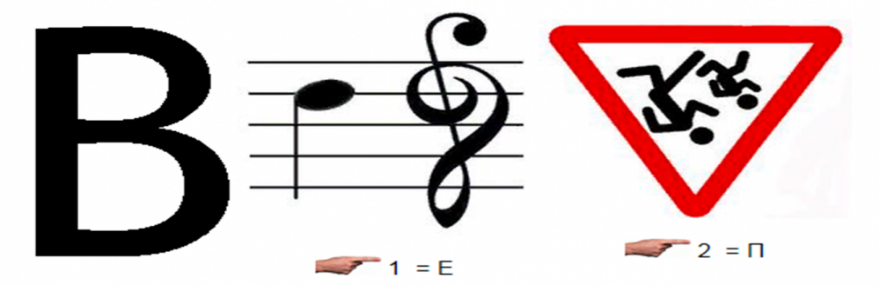 В
1 = Е
2 = П